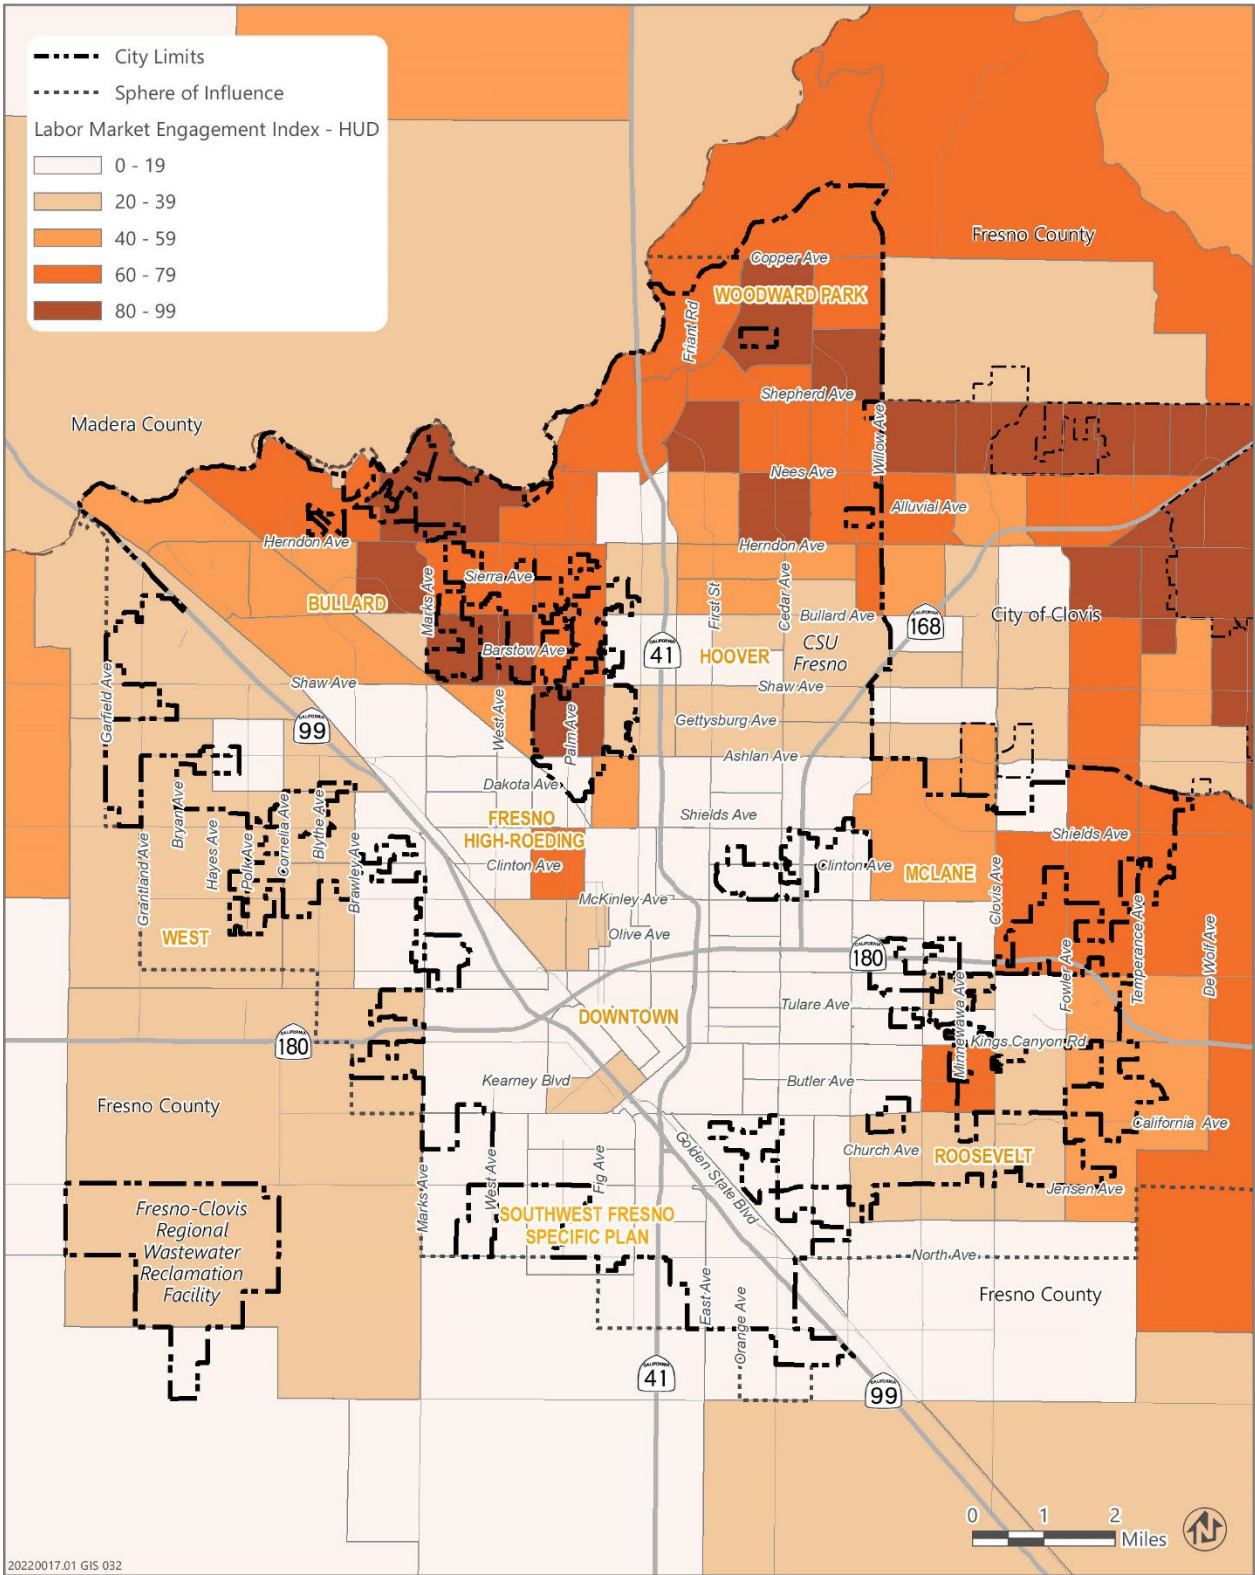 City Limits
Sphere of Influence
Labor Market Engagement Index - HUD
0 - 19
20 - 39
40 - 59
60 - 79
80 - 99
Fresno County
Copper Ave
WOODWARD PARK
Friant Rd
Shepherd Ave
Madera County
Willow Ave
Nees Ave
Alluvial Ave
Herndon Ave
Herndon Ave
Sierra Ave
BULLARD
Marks Ave
First St
Cedar Ave
Bullard Ave
CALIFORNIA
168
City of Clovis
Barstow Ave
CALIFORNIA
41
HOOVER
CSU
Fresno
Shaw Ave
Shaw Ave
Garfield Ave
CALIFORNIA
99
West Ave
Palm Ave
Gettysburg Ave
Ashlan Ave
Dakota Ave
Bryan Ave
Hayes Ave
Polk Ave
Cornelia Ave
Blythe Ave
FRESNO
HIGH-ROEDING
Shields Ave
Shields Ave
Grantland Ave
Brawley Ave
Clinton Ave
Clinton Ave
MCLANE
Clovis Ave
McKinley Ave
WEST
Olive Ave
CALIFORNIA
180
Fowler Ave
Temperance Ave
De Wolf Ave
Minnewawa Ave
Tulare Ave
DOWNTOWN
CALIFORNIA
180
Kings Canyon Rd
Kearney Blvd
Butler Ave
Fresno County
California Ave
Golden State Blvd
Church Ave
ROOSEVELT
Marks Ave
West Ave
Fig Ave
Jensen Ave
Fresno-Clovis
Regional
Wastewater
Reclamation
Facility
SOUTHWEST FRESNO
SPECIFIC PLAN
North Ave
East Ave
Orange Ave
Fresno County
CALIFORNIA
41
CALIFORNIA
99
0 1 2
Miles
N
20220017.01 GIS 032